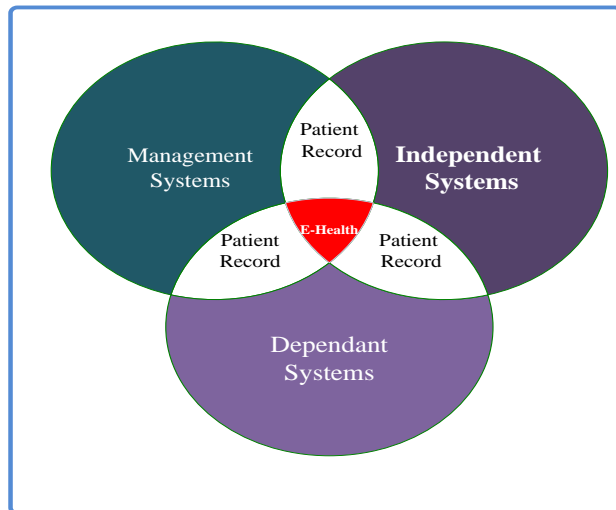 Patient
Record
Management
Systems
Independent
Systems
E-Health
Patient
Record
Patient
Record
Dependant
Systems